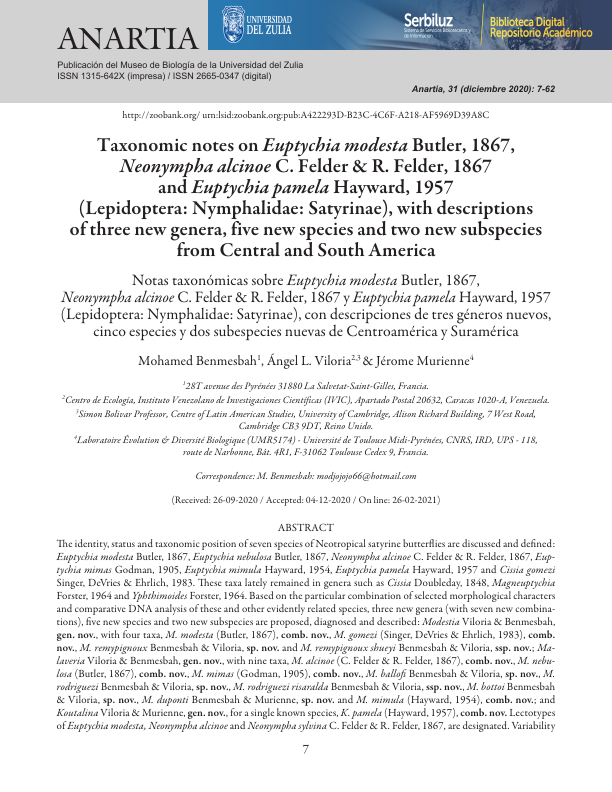 ANARTIA
UNIVERSIDAD
DEL ZULIA
Serbiluz
Sistema de Servicios Bibliotecarios y
de Información
Biblioteca Digital
Repositorio Académico
Publicación del Museo de Biología de la Universidad del Zulia
ISSN 1315-642X (impresa) / ISSN 2665-0347 (digital)
Anartia, 31 (diciembre 2020): 7-62
http://zoobank.org/ urn:lsid:zoobank.org:pub:A422293D-B23C-4C6F-A218-AF5969D39A8C
Taxonomic notes on Euptychia modesta Butler, 1867,
Neonympha alcinoe C. Felder & R. Felder, 1867
and Euptychia pamela Hayward, 1957
(Lepidoptera: Nymphalidae: Satyrinae), with descriptions
of three new genera, five new species and two new subspecies
from Central and South America
Notas taxonómicas sobre Euptychia modesta Butler, 1867,
Neonympha alcinoe C. Felder & R. Felder, 1867 y Euptychia pamela Hayward, 1957
(Lepidoptera: Nymphalidae: Satyrinae), con descripciones de tres géneros nuevos,
cinco especies y dos subespecies nuevas de Centroamérica y Suramérica
Mohamed Benmesbah1, Ángel L. Viloria2,3 & Jérome Murienne4
128T avenue des Pyrénées 31880 La Salvetat-Saint-Gilles, Francia.
2Centro de Ecología, Instituto Venezolano de Investigaciones Científicas (IVIC), Apartado Postal 20632, Caracas 1020-A, Venezuela.
3Simon Bolivar Professor, Centre of Latin American Studies, University of Cambridge, Alison Richard Building, 7 West Road,
Cambridge CB3 9DT, Reino Unido.
4Laboratoire Évolution & Diversité Biologique (UMR5174) - Université de Toulouse Midi-Pyrénées, CNRS, IRD, UPS - 118,
route de Narbonne, Bât. 4R1, F-31062 Toulouse Cedex 9, Francia.
Correspondence: M. Benmesbah: modjojojo66@hotmail.com
(Received: 26-09-2020 / Accepted: 04-12-2020 / On line: 26-02-2021)
ABSTRACT
The identity, status and taxonomic position of seven species of Neotropical satyrine butterflies are discussed and defined:
Euptychia modesta Butler, 1867, Euptychia nebulosa Butler, 1867, Neonympha alcinoe C. Felder & R. Felder, 1867, Eup-
tychia mimas Godman, 1905, Euptychia mimula Hayward, 1954, Euptychia pamela Hayward, 1957 and Cissia gomezi
Singer, DeVries & Ehrlich, 1983. These taxa lately remained in genera such as Cissia Doubleday, 1848, Magneuptychia
Forster, 1964 and Yphthimoides Forster, 1964. Based on the particular combination of selected morphological characters
and comparative DNA analysis of these and other evidently related species, three new genera (with seven new combina-
tions), five new species and two new subspecies are proposed, diagnosed and described: Modestia Viloria & Benmesbah,
gen. nov., with four taxa, M. modesta (Butler, 1867), comb. nov., M. gomezi (Singer, DeVries & Ehrlich, 1983), comb.
nov., M. remypignoux Benmesbah & Viloria, sp. nov. and M. remypignoux shueyi Benmesbah & Viloria, ssp. nov.; Ma-
laveria Viloria & Benmesbah, gen. nov., with nine taxa, M. alcinoe (C. Felder & R. Felder, 1867), comb. nov., M. nebu-
losa (Butler, 1867), comb. nov., M. mimas (Godman, 1905), comb. nov., M. ballofi Benmesbah & Viloria, sp. nov., M.
rodriguezi Benmesbah & Viloria, sp. nov., M. rodriguezi risaralda Benmesbah & Viloria, ssp. nov., M. bottoi Benmesbah
& Viloria, sp. nov., M. duponti Benmesbah & Murienne, sp. nov. and M. mimula (Hayward, 1954), comb. nov.; and
Koutalina Viloria & Murienne, gen. nov., for a single known species, K. pamela (Hayward, 1957), comb. nov. Lectotypes
of Euptychia modesta, Neonympha alcinoe and Neonympha sylvina C. Felder & R. Felder, 1867, are designated. Variability
7